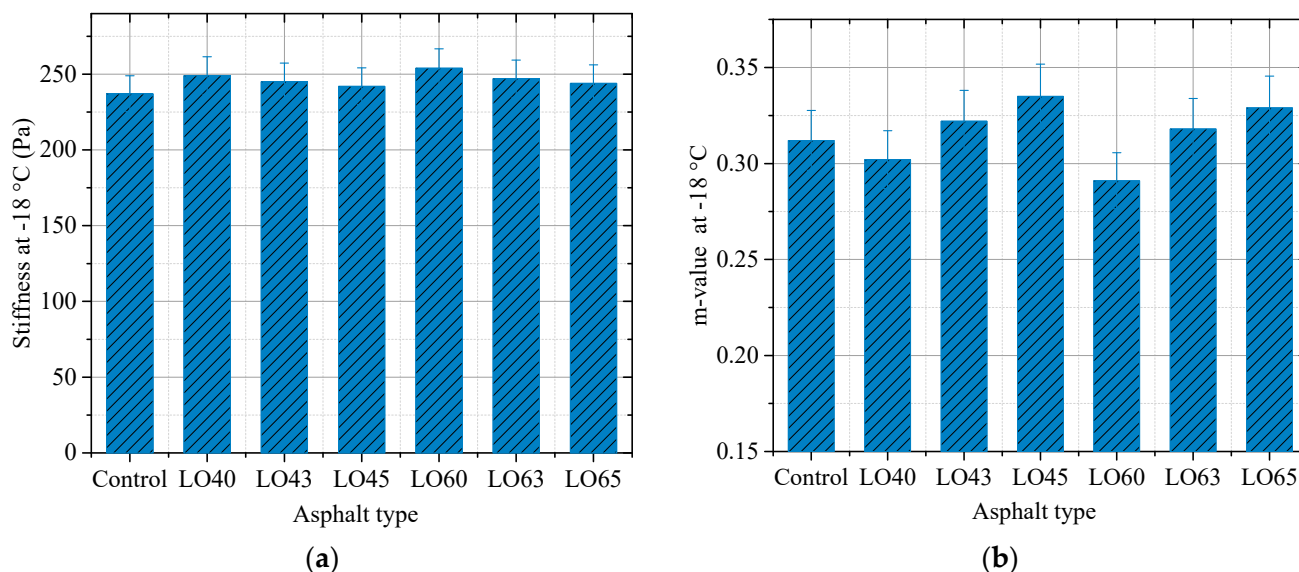 Stiffness at -18 °C (Pa)
250
200
150
100
50
0
Control LO40 LO43 LO45 LO60 LO63 LO65
Asphalt type
(a)
m-value at -18 °C
0.35
0.30
0.25
0.20
0.15
Control LO40 LO43 LO45 LO60 LO63 LO65
Asphalt type
(b)